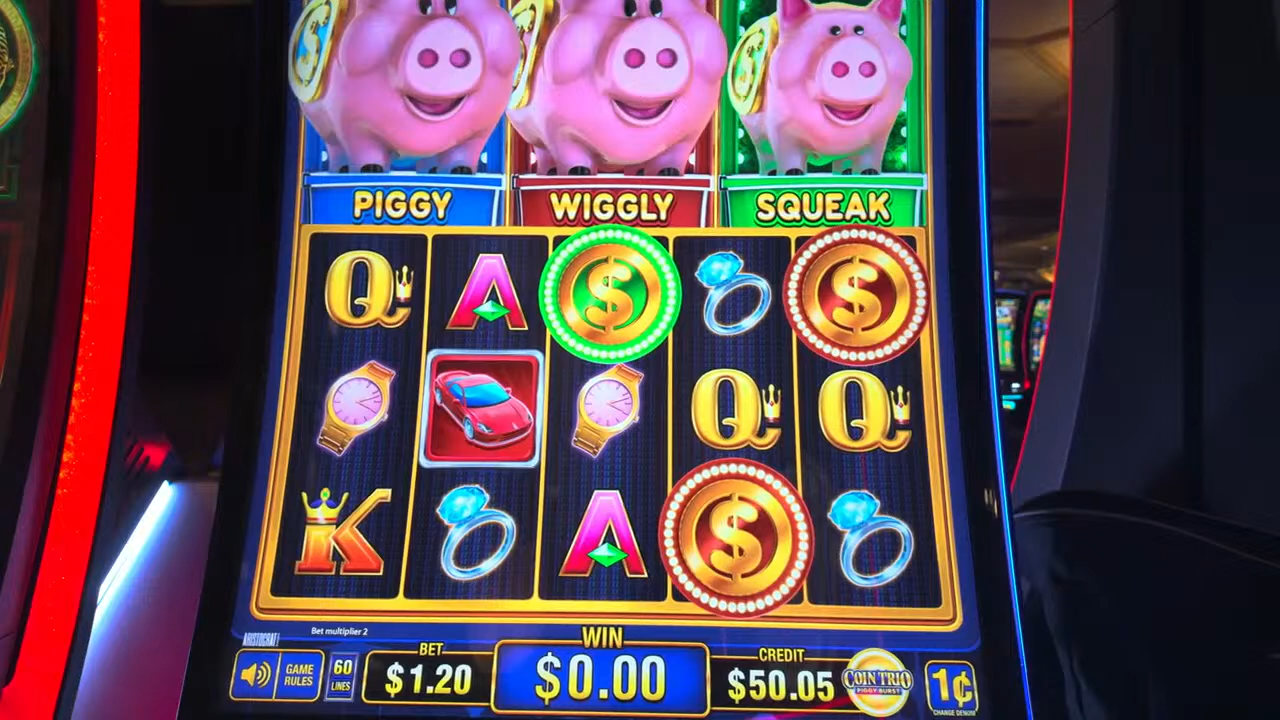 PIGGY WIGGLY SQUEAK
Q A $ $
Q Q
K A $
ARISTOCRAT
Bet multiplier 2
GAME
RULES
60
LINES
BET
$1.20
WIN
$0.00
CREDIT
$50.05
COIN TRIO
PIGGY BURST
1¢
CHANGE DENOM